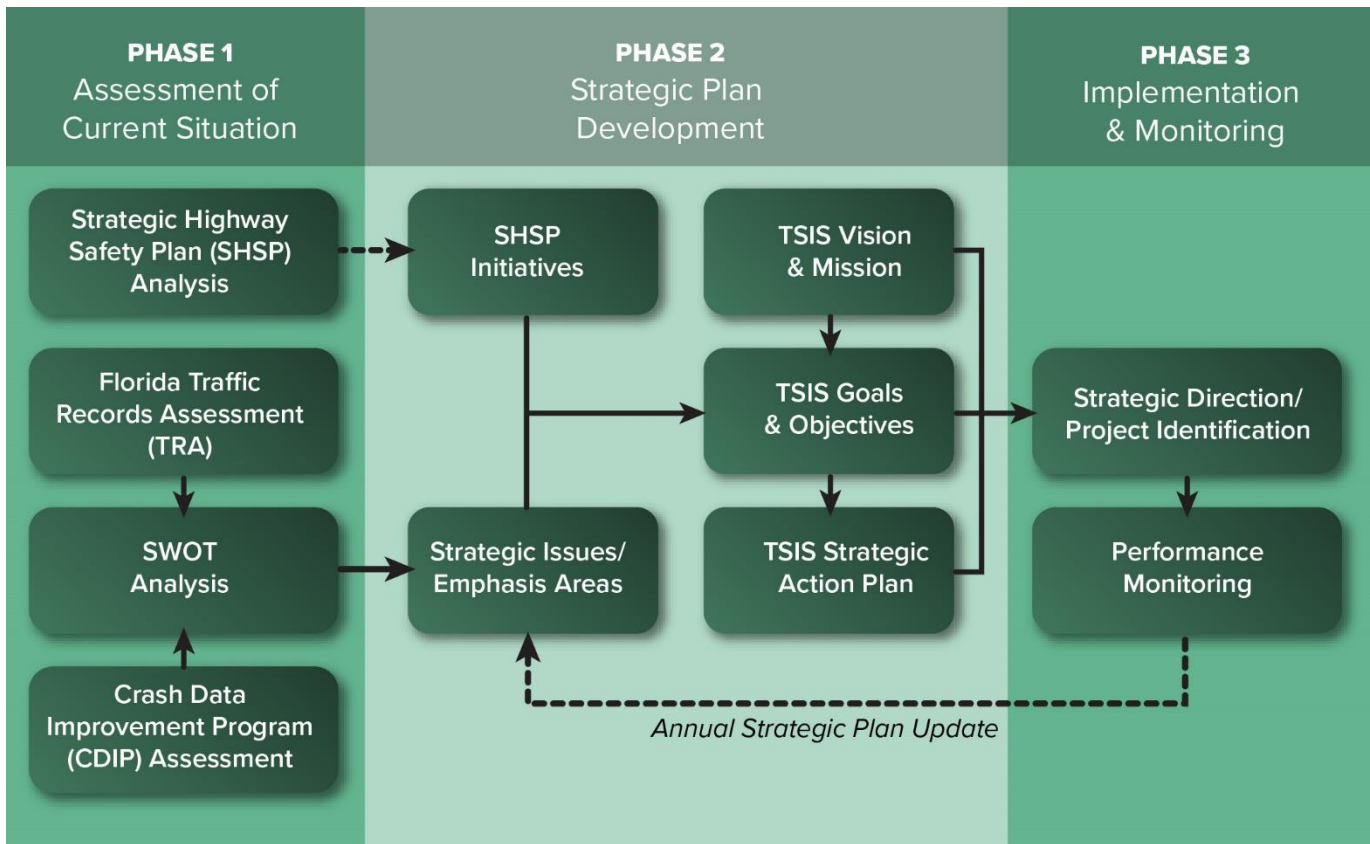 PHASE 1
Assessment of
Current Situation
PHASE 2
Strategic Plan
Development
PHASE 3
Implementation
& Monitoring
Strategic Highway
Safety Plan (SHSP)
Analysis
Florida Traffic
Records Assessment
(TRA)
SWOT
Analysis
Crash Data
Improvement Program
(CDIP) Assessment
SHSP
Initiatives
Strategic Issues/
Emphasis Areas
TSIS Vision
& Mission
TSIS Goals
& Objectives
TSIS Strategic
Action Plan
Strategic Direction/
Project Identification
Performance
Monitoring
Annual Strategic Plan Update